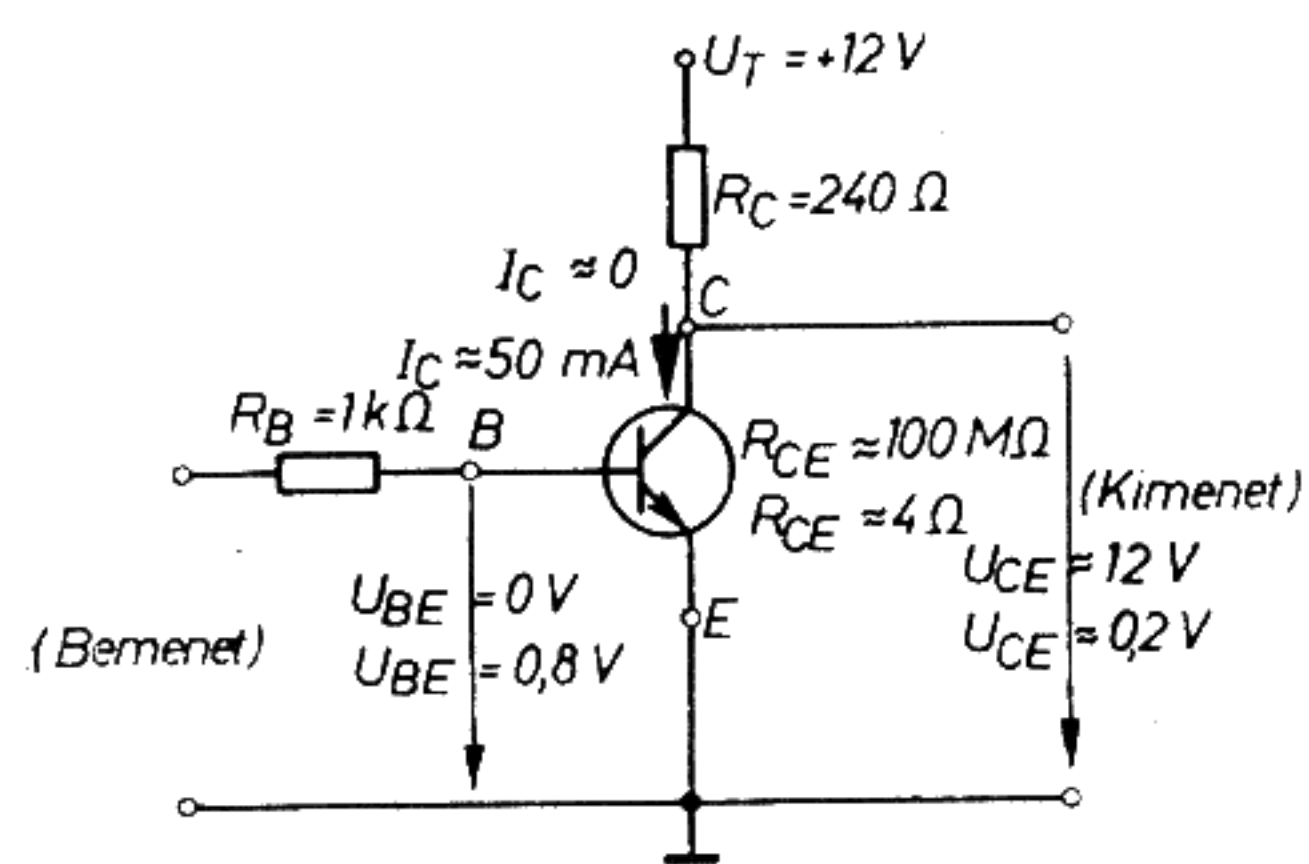 U_T = +12 V
R_C = 240 Ω
I_C ≈ 0
C
I_C ≈ 50 mA
R_B = 1 kΩ
B
R_CE ≈ 100 MΩ
R_CE ≈ 4 Ω
(Kimenet)
U_CE ≈ 12 V
U_CE ≈ 0,2 V
U_BE = 0 V
U_BE = 0,8 V
E
(Bemenet)